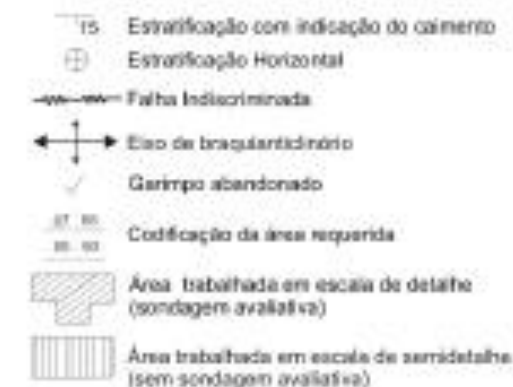 15 Estratificação com indicação do caimento
Estratificação Horizontal
Falha Indiscriminada
Eixo de braquianticlinório
Garimpo abandonado
Codificação da área requerida
Área trabalhada em escala de detalhe
(sondagem avaliativa)
Área trabalhada em escala de semidetalhe
(sem sondagem avaliativa)